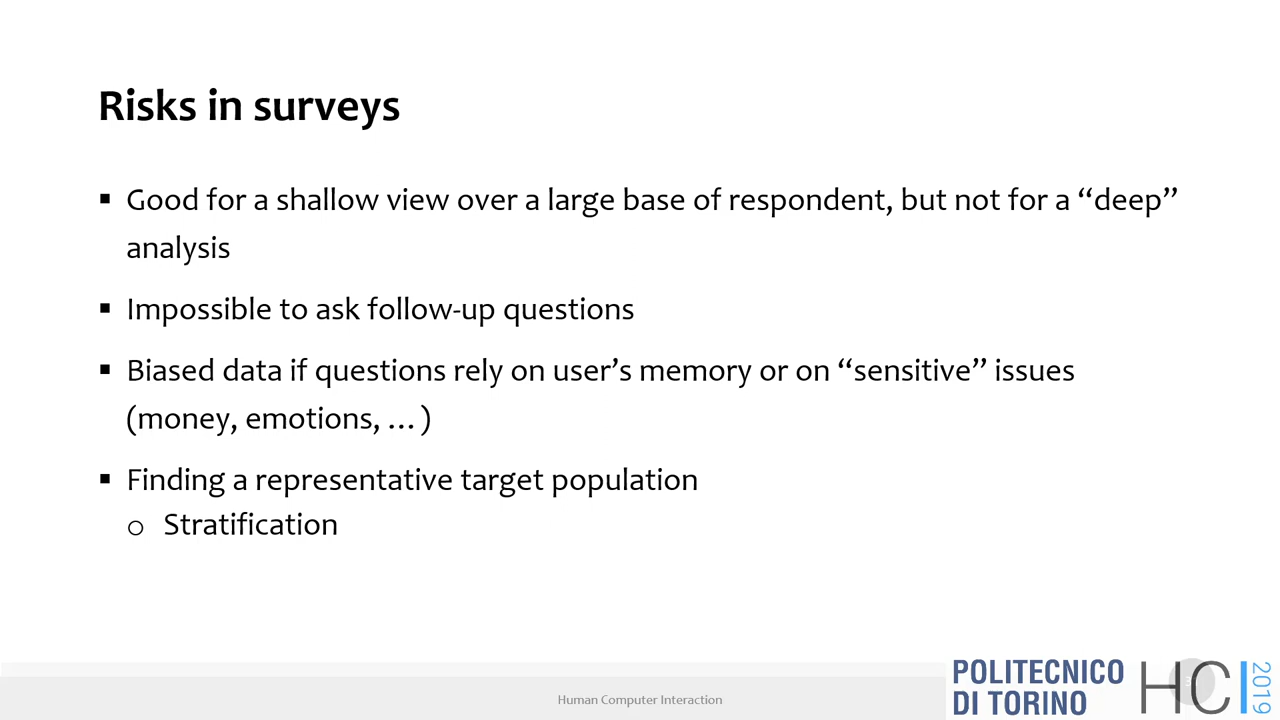 Risks in surveys
▪ Good for a shallow view over a large base of respondent, but not for a “deep”
analysis
▪ Impossible to ask follow-up questions
▪ Biased data if questions rely on user’s memory or on “sensitive” issues
(money, emotions, … )
▪ Finding a representative target population
o Stratification
Human Computer Interaction
POLITECNICO
DI TORINO
HCI
2019